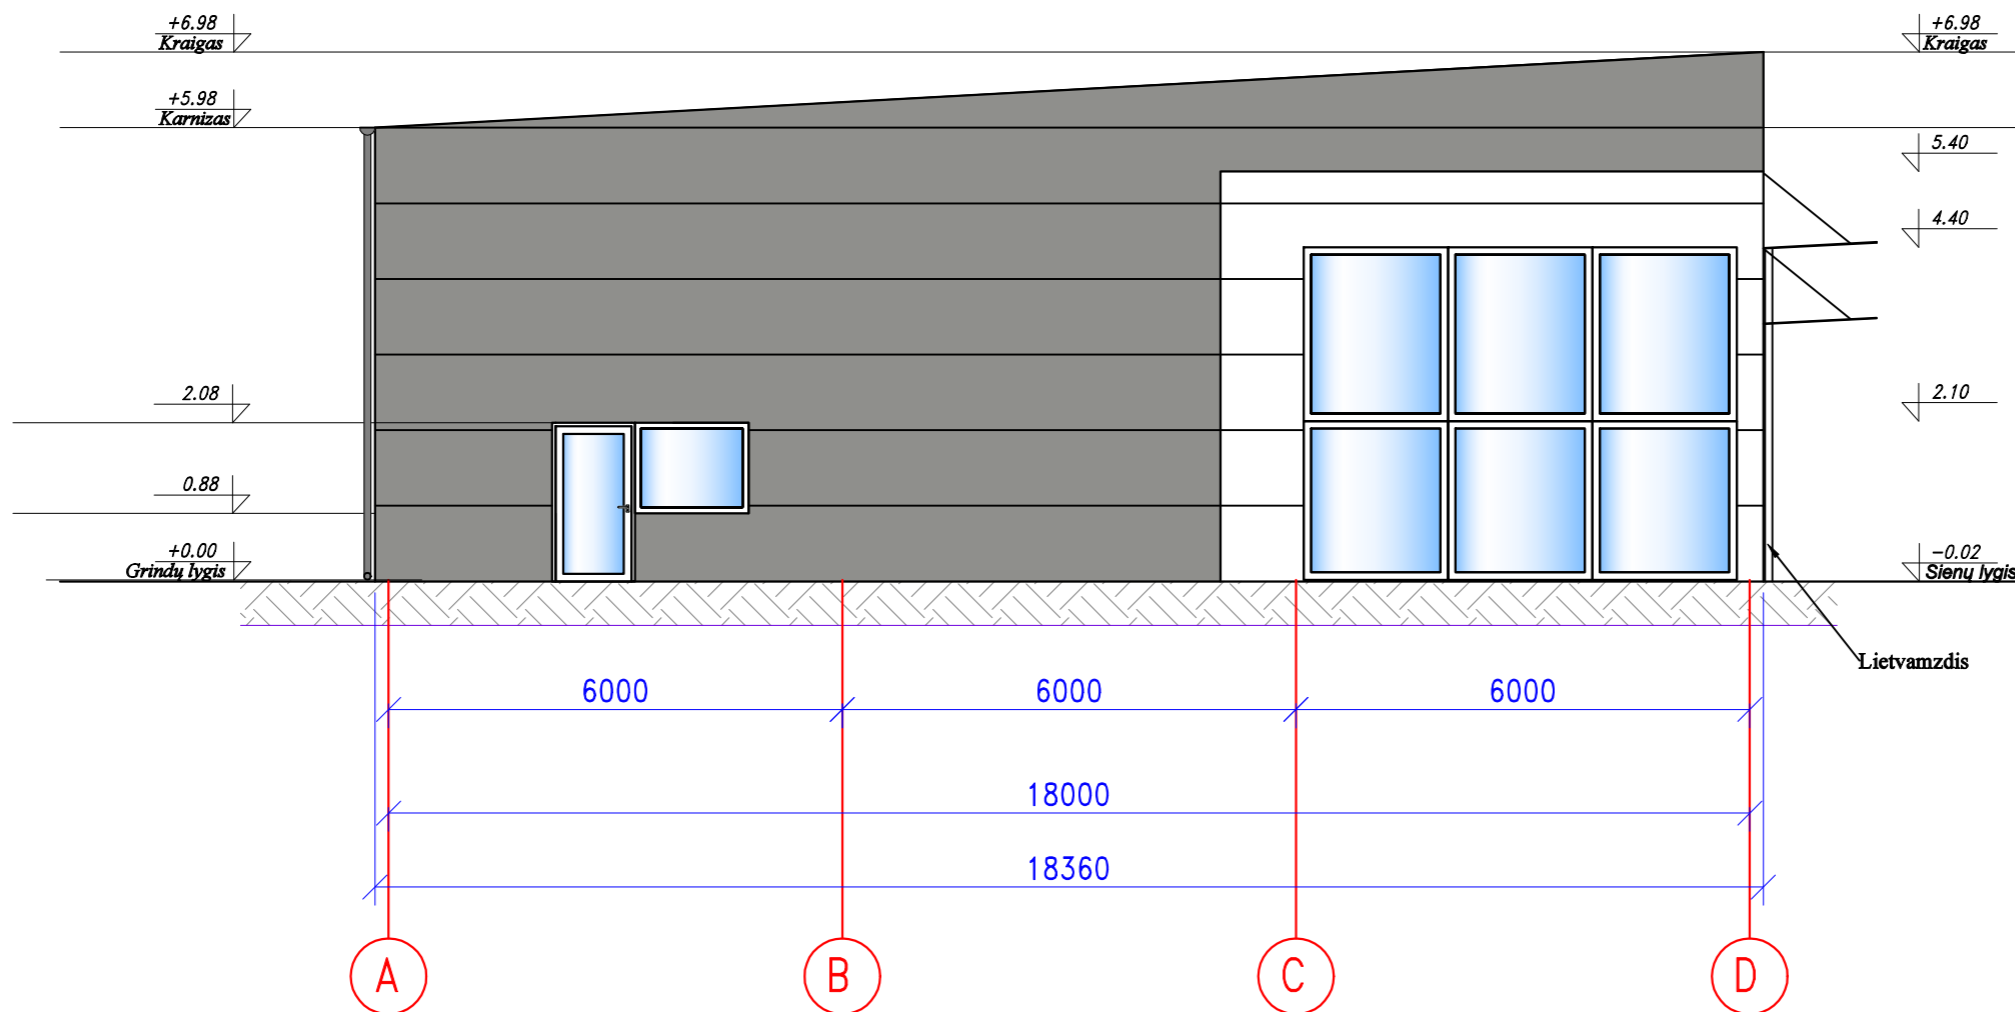 +6.98
Kraigas
+6.98
Kraigas
+5.98
Karnizas
5.40
4.40
2.08
2.10
0.88
+0.00
Grindų lygis
-0.02
Sienų lygis
Lietvamzdis
6000
6000
6000
18000
18360
A
B
C
D